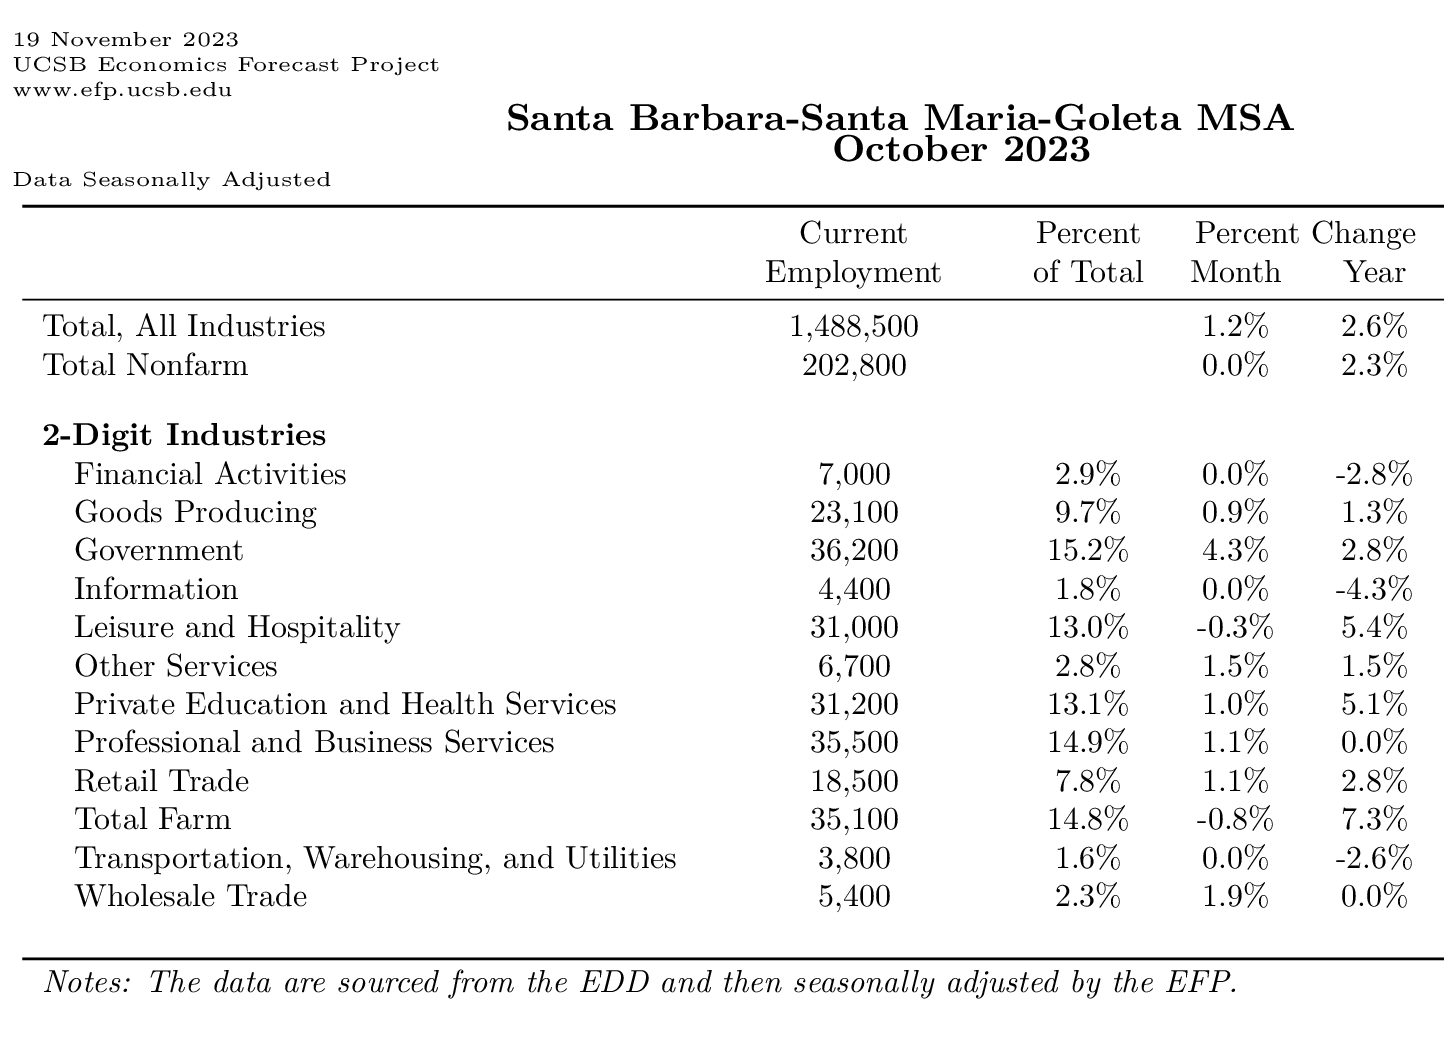 19 November 2023
UCSB Economics Forecast Project
www.efp.ucsb.edu
Santa Barbara-Santa Maria-Goleta MSA
October 2023
Data Seasonally Adjusted
Current Percent Percent Change
Employment of Total Month Year
Total, All Industries 1,488,500 1.2% 2.6%
Total Nonfarm 202,800 0.0% 2.3%
2-Digit Industries
Financial Activities 7,000 2.9% 0.0% -2.8%
Goods Producing 23,100 9.7% 0.9% 1.3%
Government 36,200 15.2% 4.3% 2.8%
Information 4,400 1.8% 0.0% -4.3%
Leisure and Hospitality 31,000 13.0% -0.3% 5.4%
Other Services 6,700 2.8% 1.5% 1.5%
Private Education and Health Services 31,200 13.1% 1.0% 5.1%
Professional and Business Services 35,500 14.9% 1.1% 0.0%
Retail Trade 18,500 7.8% 1.1% 2.8%
Total Farm 35,100 14.8% -0.8% 7.3%
Transportation, Warehousing, and Utilities 3,800 1.6% 0.0% -2.6%
Wholesale Trade 5,400 2.3% 1.9% 0.0%
Notes: The data are sourced from the EDD and then seasonally adjusted by the EFP.